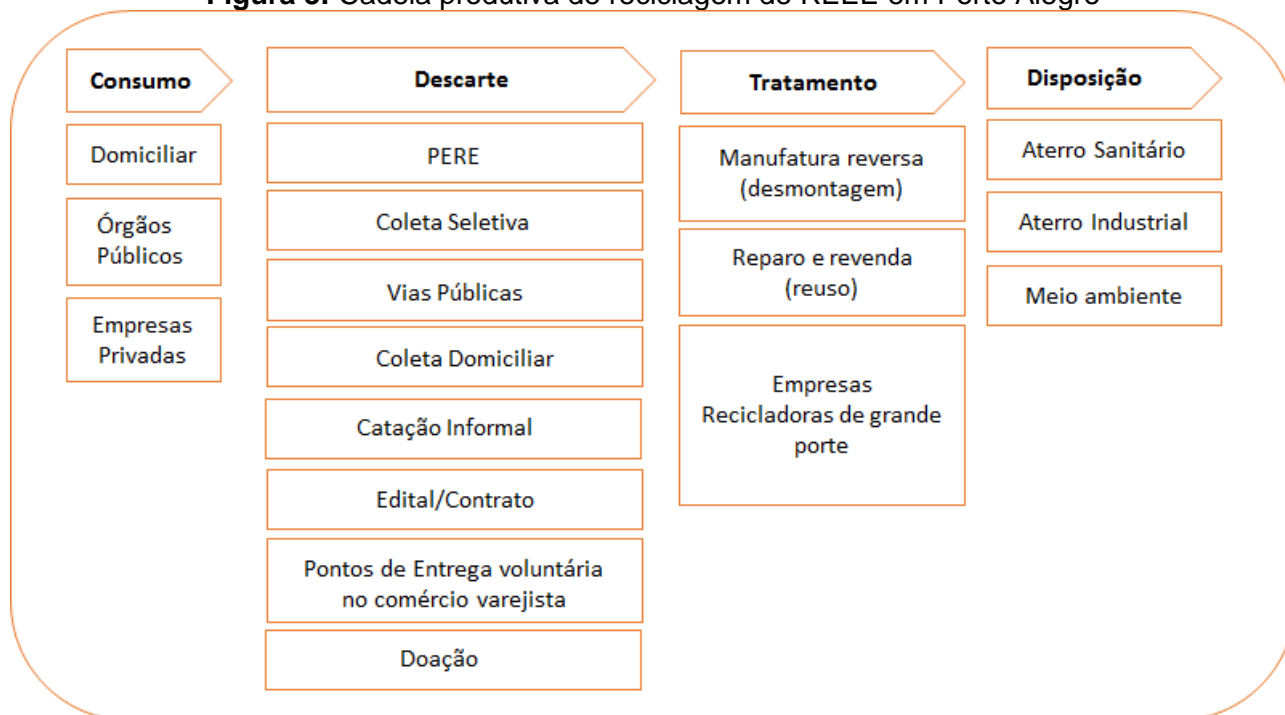 Consumo
Domiciliar
Órgãos
Públicos
Empresas
Privadas
Descarte
PERE
Coleta Seletiva
Vias Públicas
Coleta Domiciliar
Catação Informal
Edital/Contrato
Pontos de Entrega voluntária
no comércio varejista
Doação
Tratamento
Manufatura reversa
(desmontagem)
Reparo e revenda
(reuso)
Empresas
Recicladoras de grande
porte
Disposição
Aterro Sanitário
Aterro Industrial
Meio ambiente